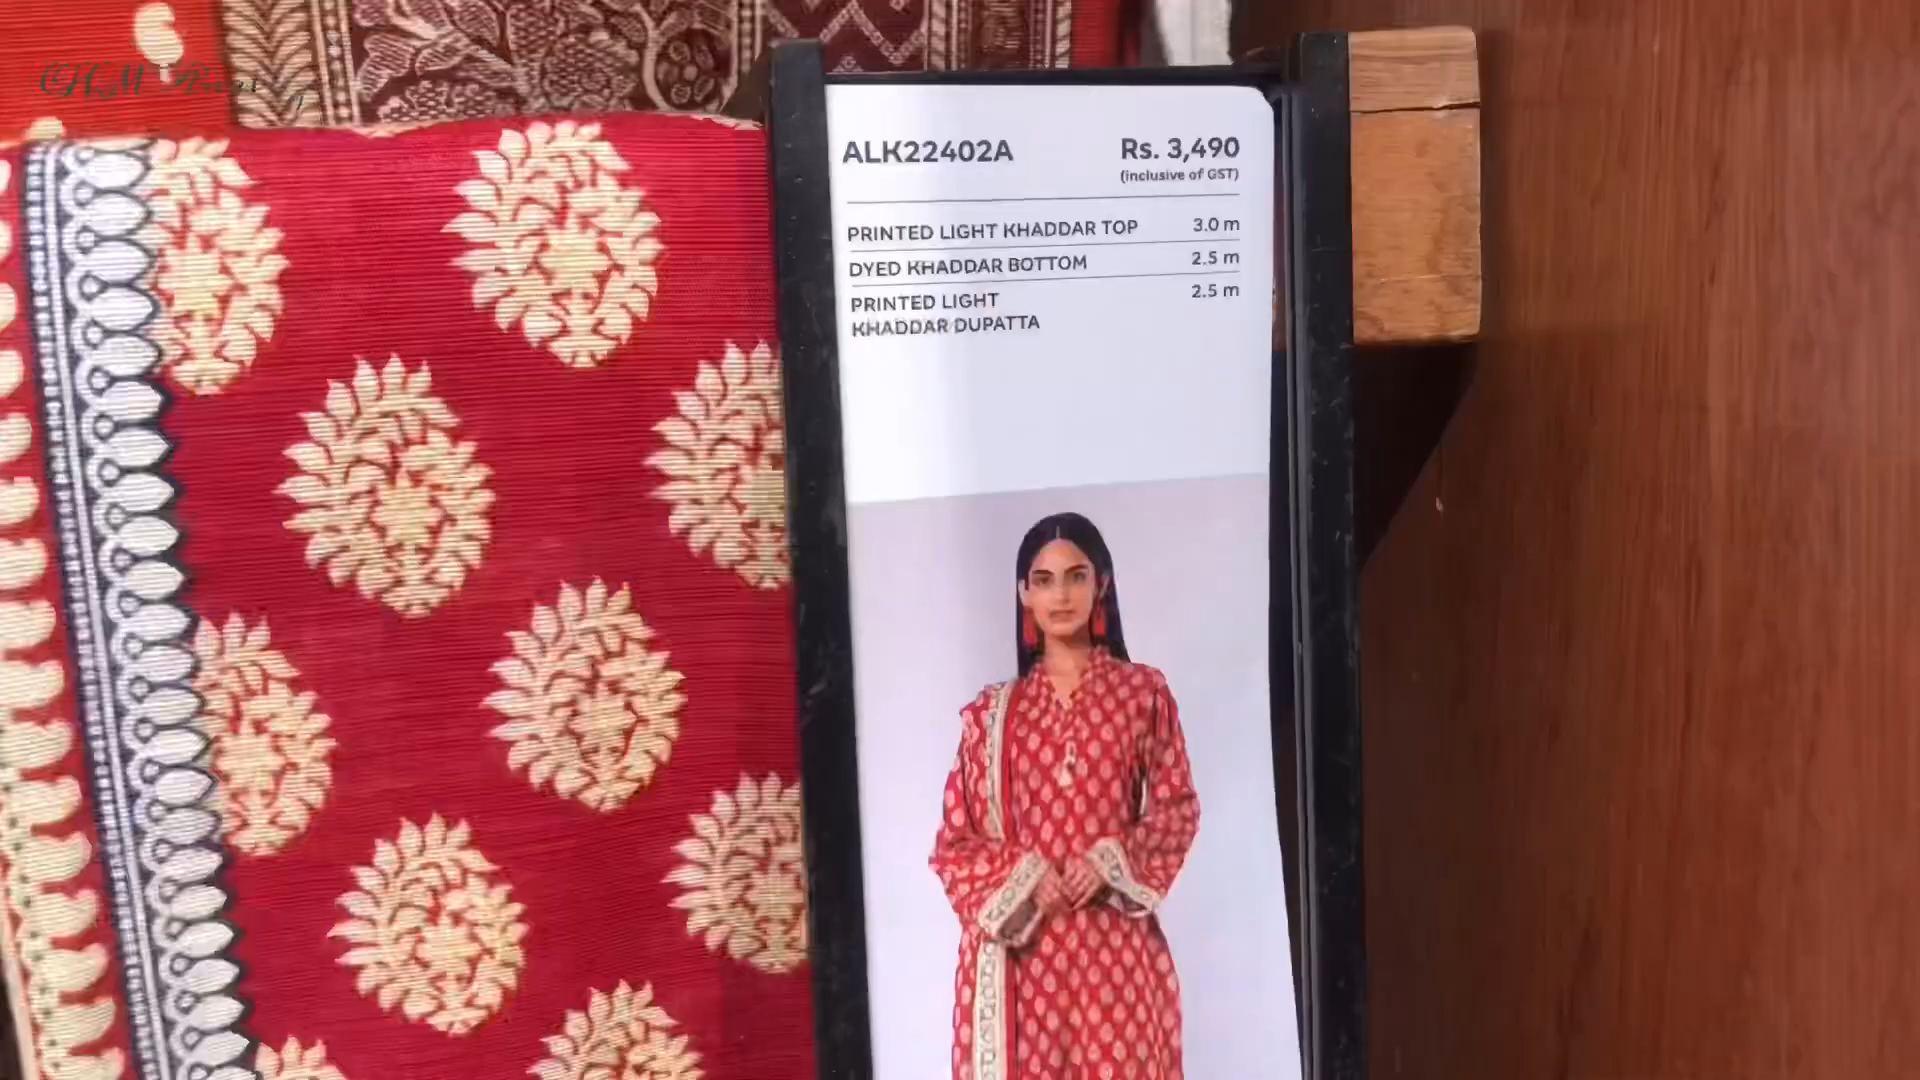 ALK22402A Rs. 3,490
(inclusive of GST)
PRINTED LIGHT KHADDAR TOP 3.0 m
DYED KHADDAR BOTTOM 2.5 m
PRINTED LIGHT 2.5 m
KHADDAR DUPATTA